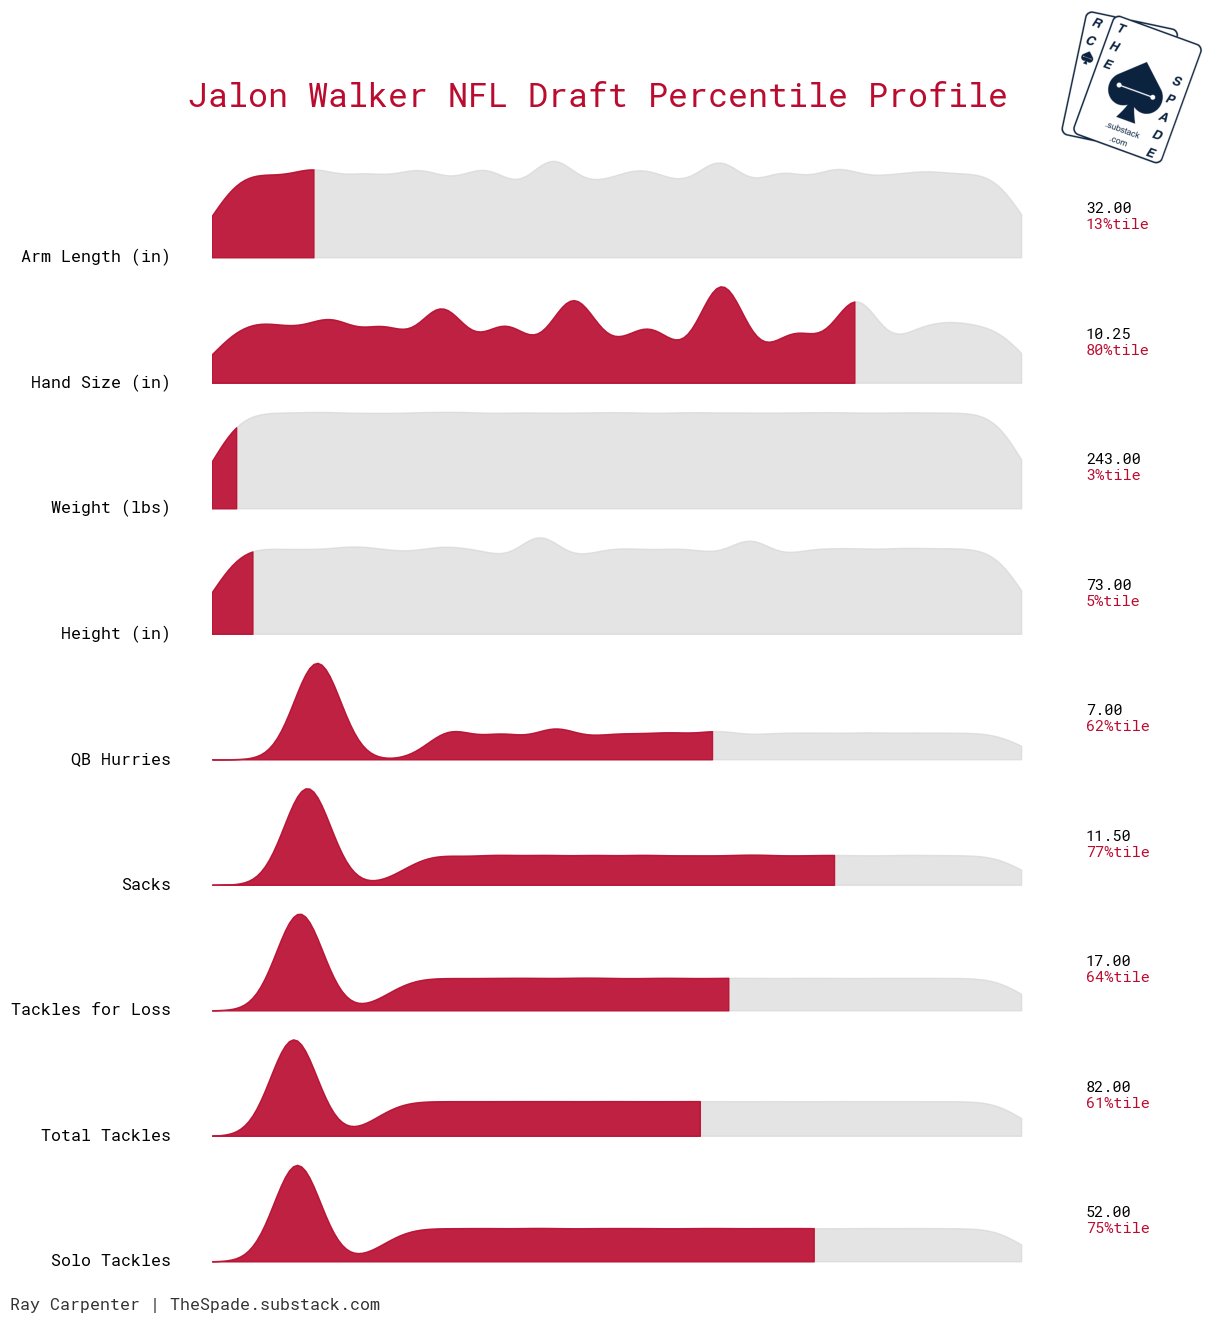 RC
THE
SPADE
.substack
.com
Jalon Walker NFL Draft Percentile Profile
Arm Length (in)
32.00
13%tile
Hand Size (in)
10.25
80%tile
Weight (lbs)
243.00
3%tile
Height (in)
73.00
5%tile
QB Hurries
7.00
62%tile
Sacks
11.50
77%tile
Tackles for Loss
17.00
64%tile
Total Tackles
82.00
61%tile
Solo Tackles
52.00
75%tile
Ray Carpenter | TheSpade.substack.com